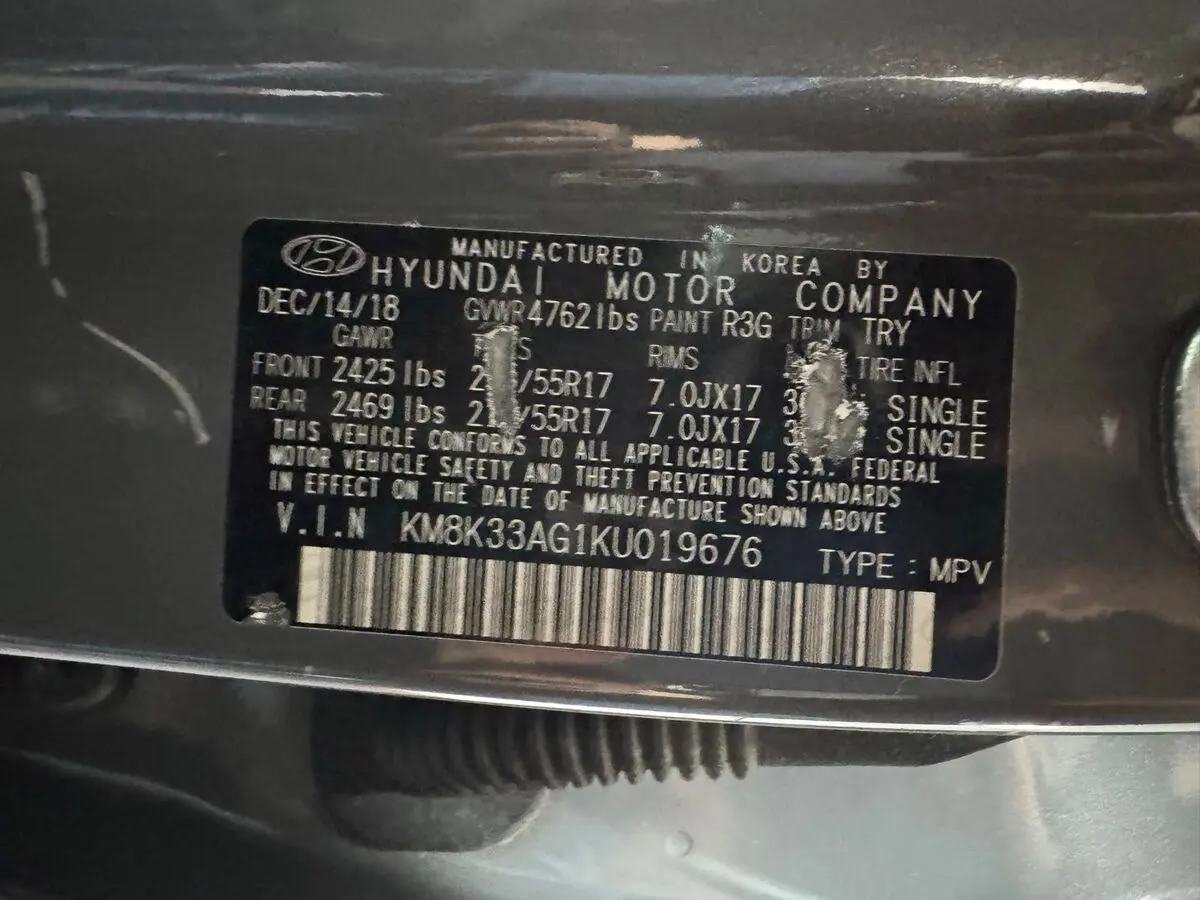 MANUFACTURED IN KOREA BY
HYUNDAI MOTOR COMPANY
DEC/14/18 GVWR4762lbs PAINT R3G TRIM TRY
GAWR RIMS TIRE INFL
FRONT 2425 lbs /55R17 7.0JX17 SINGLE
REAR 2469 lbs /55R17 7.0JX17 SINGLE
THIS VEHICLE CONFORMS TO ALL APPLICABLE U.S.A. FEDERAL
MOTOR VEHICLE SAFETY AND THEFT PREVENTION STANDARDS
IN EFFECT ON THE DATE OF MANUFACTURE SHOWN ABOVE
V.I.N KM8K33AG1KU019676 TYPE : MPV